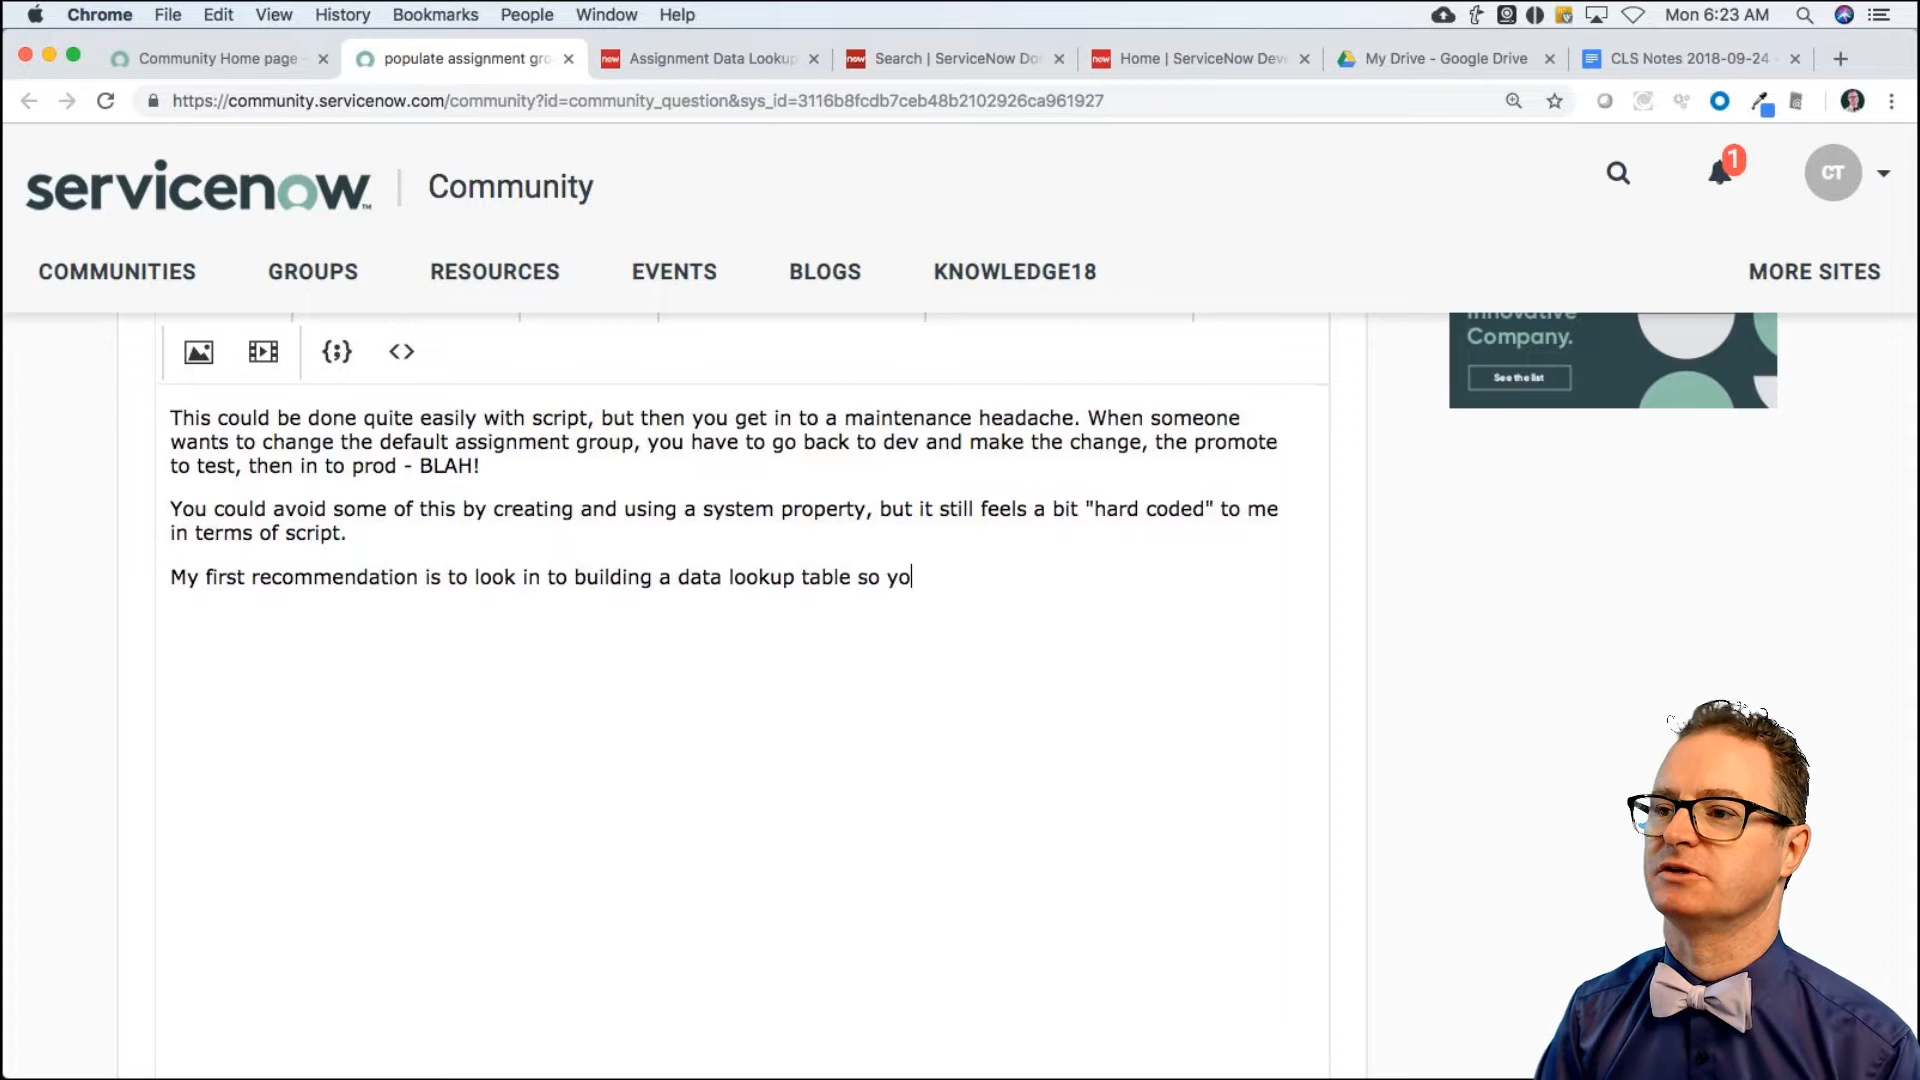 Chrome File Edit View History Bookmarks People Window Help Mon 6:23 AM
Community Home page populate assignment gro Assignment Data Lookup Search | ServiceNow Do Home | ServiceNow Dev My Drive - Google Drive CLS Notes 2018-09-24 -
https://community.servicenow.com/community?id=community_question&sys_id=3116b8fcdb7ceb48b2102926ca961927
servicenow™ Community 1 CT
COMMUNITIES GROUPS RESOURCES EVENTS BLOGS KNOWLEDGE18 MORE SITES
Innovative
Company.
See the list
This could be done quite easily with script, but then you get in to a maintenance headache. When someone
wants to change the default assignment group, you have to go back to dev and make the change, the promote
to test, then in to prod - BLAH!
You could avoid some of this by creating and using a system property, but it still feels a bit "hard coded" to me
in terms of script.
My first recommendation is to look in to building a data lookup table so yo